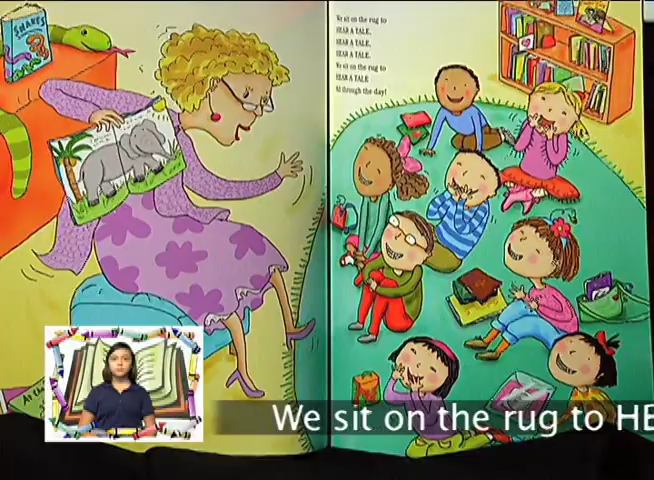 SNAKES
We sit on the rug to
HEAR A TALE,
HEAR A TALE,
HEAR A TALE.
We sit on the rug to
HEAR A TALE
All through the day!
We sit on the rug to HE